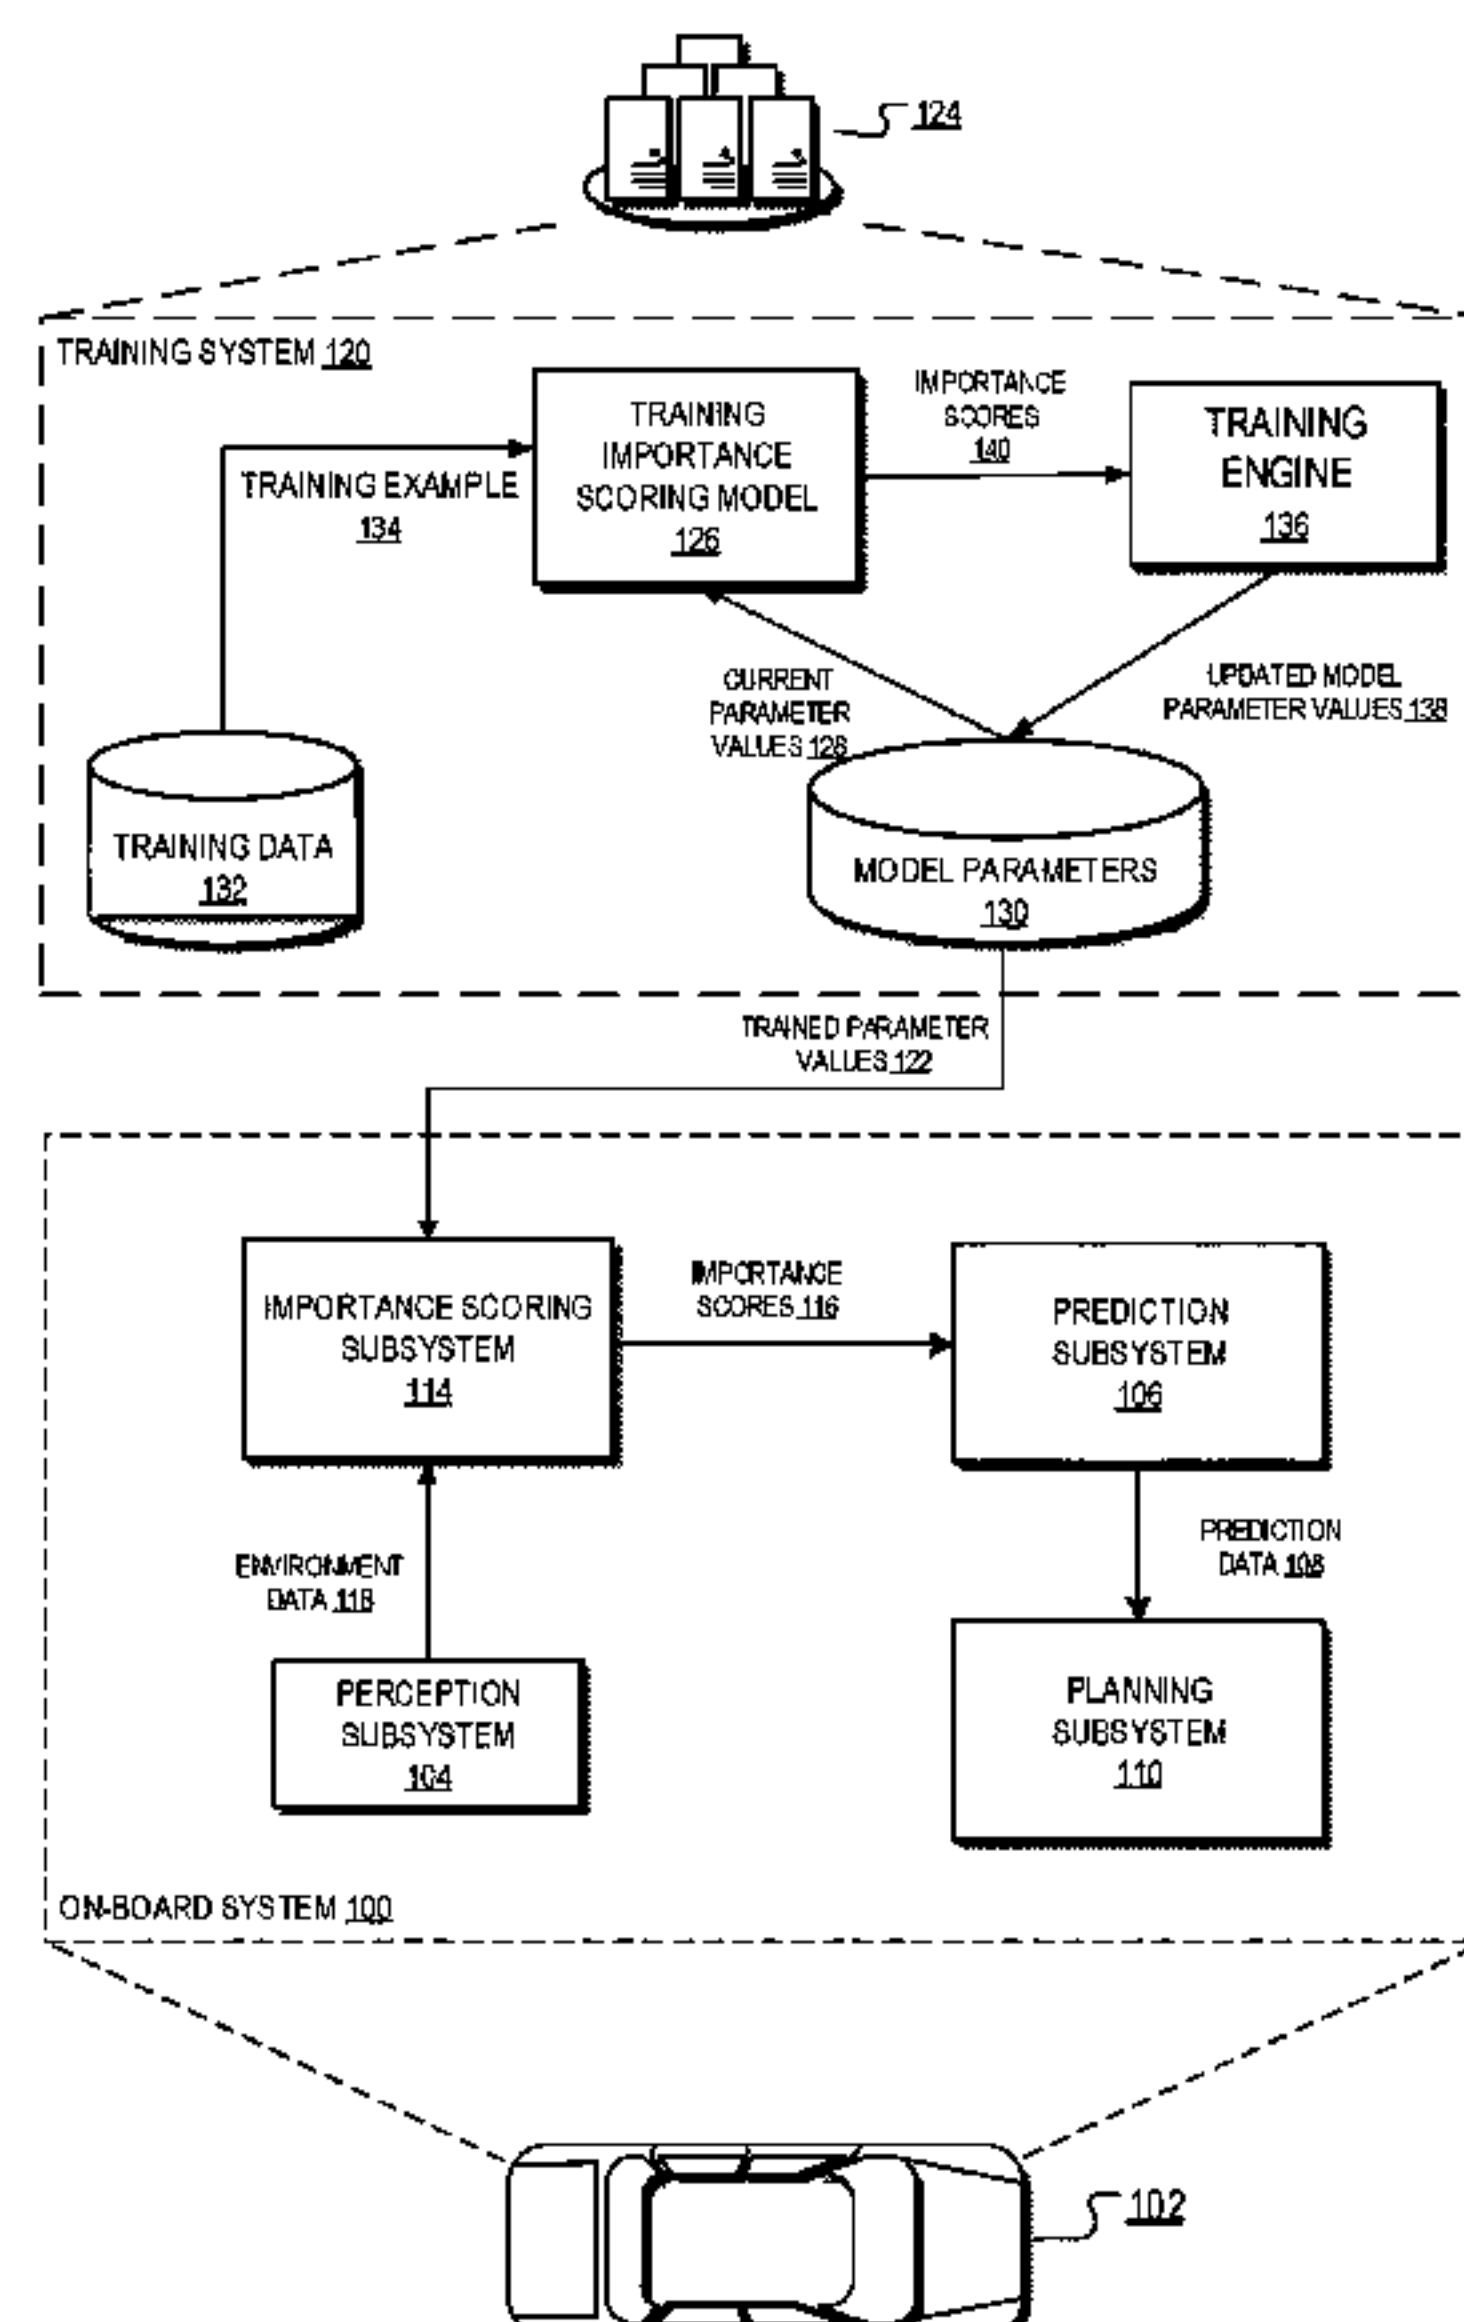 124
TRAINING SYSTEM 120
TRAINING
IMPORTANCE
SCORING MODEL
126
IMPORTANCE
SCORES
140
TRAINING
ENGINE
136
TRAINING EXAMPLE
134
CURRENT
PARAMETER
VALUES 128
UPDATED MODEL
PARAMETER VALUES 138
TRAINING DATA
132
MODEL PARAMETERS
130
TRAINED PARAMETER
VALUES 122
IMPORTANCE SCORING
SUBSYSTEM
114
IMPORTANCE
SCORES 116
PREDICTION
SUBSYSTEM
106
ENVIRONMENT
DATA 118
PREDICTION
DATA 108
PERCEPTION
SUBSYSTEM
104
PLANNING
SUBSYSTEM
110
ON-BOARD SYSTEM 100
102